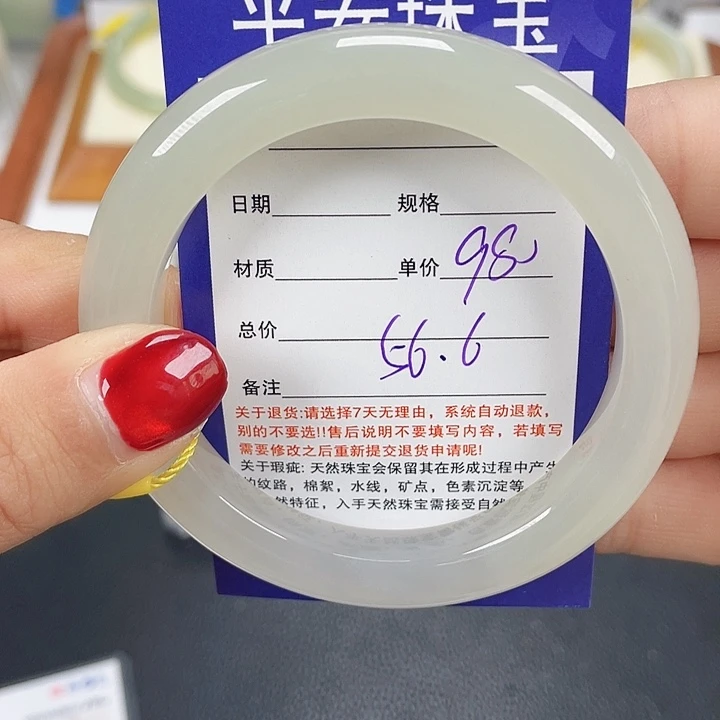 平安珠宝
日期 规格
材质 单价 98
总价 56.6
备注
关于退货:请选择7天无理由，系统自动退款，
别的不要选!!售后说明不要填写内容，若填写
需要修改之后重新提交退货申请呢!
关于瑕疵: 天然珠宝会保留其在形成过程中产生
的纹路，棉絮，水线，矿点，色素沉淀等
然特征，入手天然珠宝需接受自然